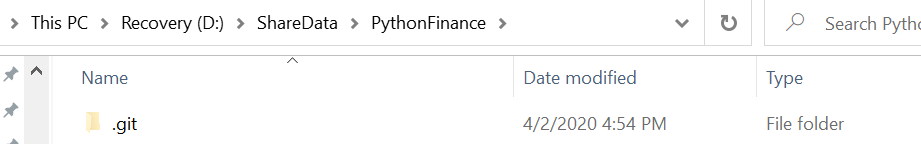 This PC > Recovery (D:) > ShareData > PythonFinance >
Search Pytho
Name Date modified Type
.git 4/2/2020 4:54 PM File folder